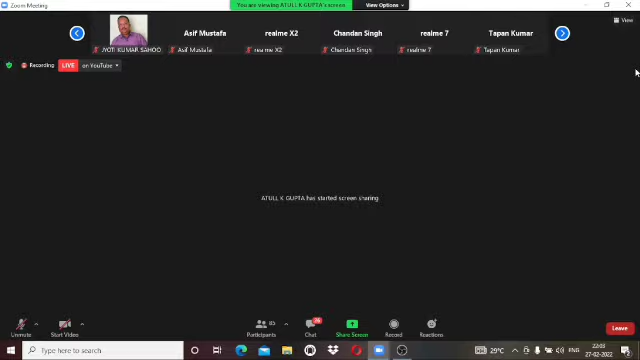 Zoom Meeting
You are viewing ATULL K GUPTA's screen
View Options
View
Asif Mustafa
realme X2
Chandan Singh
realme 7
Tapan Kumar
JYOTI KUMAR SAHOO
Asif Mustafa
realme X2
Chandan Singh
realme 7
Tapan Kumar
Recording
LIVE
on YouTube
ATULL K GUPTA has started screen sharing
85
26
Unmute
Start Video
Participants
Chat
Share Screen
Record
Reactions
Leave
Type here to search
29°C
ENG
22:03
27-02-2022